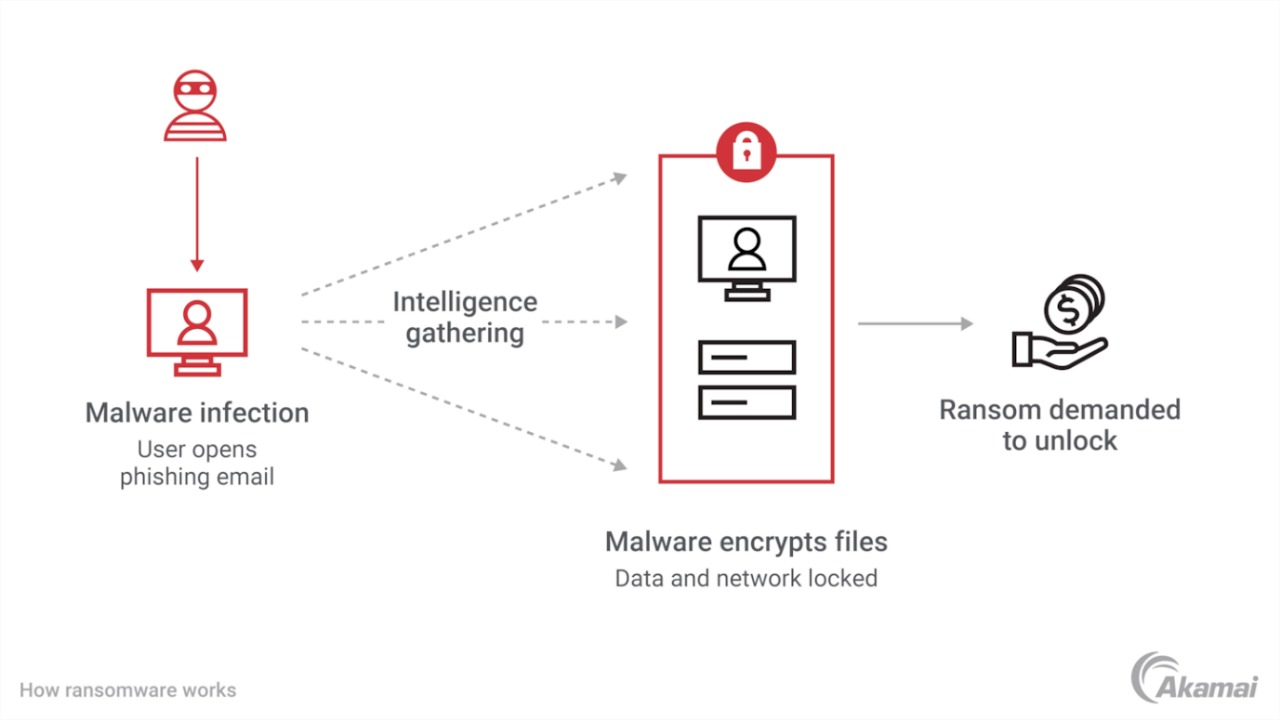 Intelligence
gathering
Malware infection
User opens
phishing email
Ransom demanded
to unlock
Malware encrypts files
Data and network locked
How ransomware works
Akamai